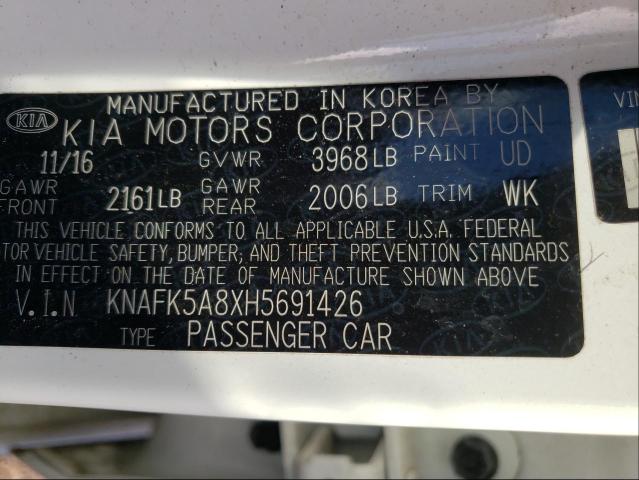 MANUFACTURED IN KOREA BY
KIA KIA MOTORS CORPORATION
11/16 GVWR 3968LB PAINT UD
GAWR FRONT 2161LB GAWR REAR 2006LB TRIM WK
THIS VEHICLE CONFORMS TO ALL APPLICABLE U.S.A. FEDERAL
TOR VEHICLE SAFETY, BUMPER, AND THEFT PREVENTION STANDARDS
IN EFFECT ON THE DATE OF MANUFACTURE SHOWN ABOVE
V.I.N KNAFK5A8XH5691426
TYPE PASSENGER CAR
VIN